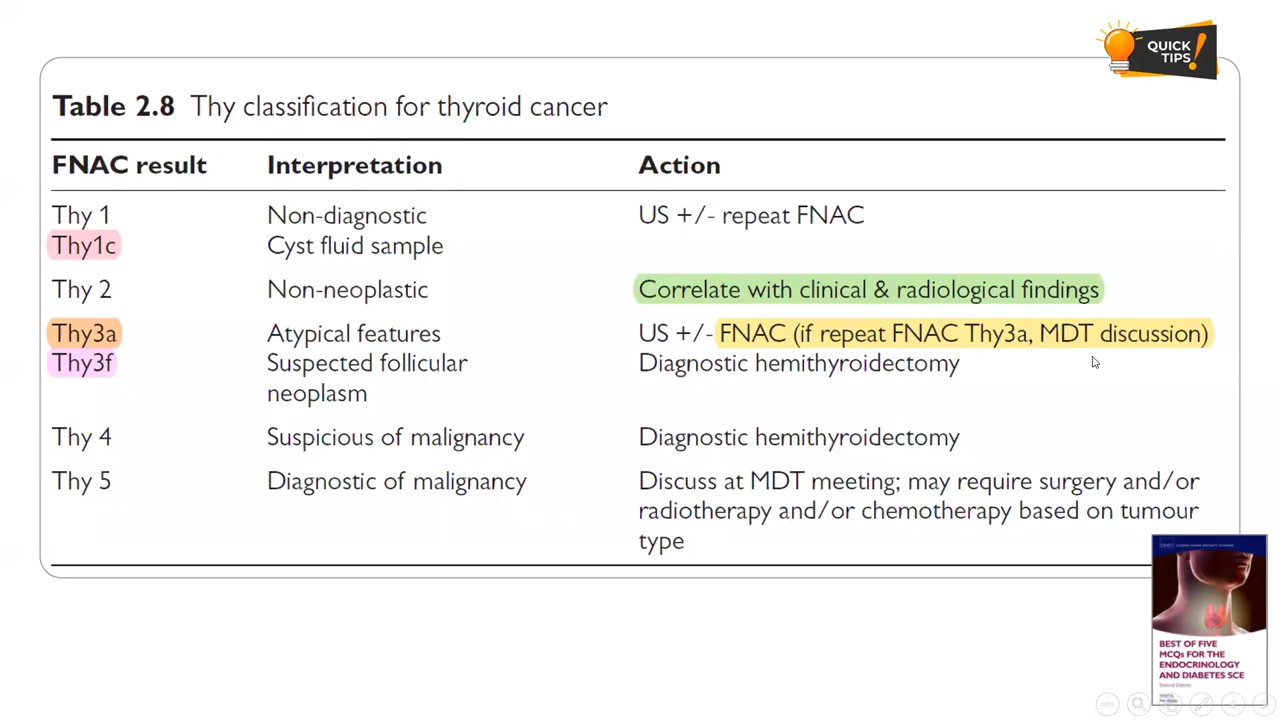 QUICK
TIPS
Table 2.8 Thy classification for thyroid cancer
FNAC result Interpretation Action
Thy 1 Non-diagnostic US +/- repeat FNAC
Thy1c Cyst fluid sample
Thy 2 Non-neoplastic Correlate with clinical & radiological findings
Thy3a Atypical features US +/- FNAC (if repeat FNAC Thy3a, MDT discussion)
Thy3f Suspected follicular Diagnostic hemithyroidectomy
neoplasm
Thy 4 Suspicious of malignancy Diagnostic hemithyroidectomy
Thy 5 Diagnostic of malignancy Discuss at MDT meeting; may require surgery and/or
radiotherapy and/or chemotherapy based on tumour
type
BEST OF FIVE
MCQs FOR THE
ENDOCRINOLOGY
AND DIABETES SCE
Second Edition